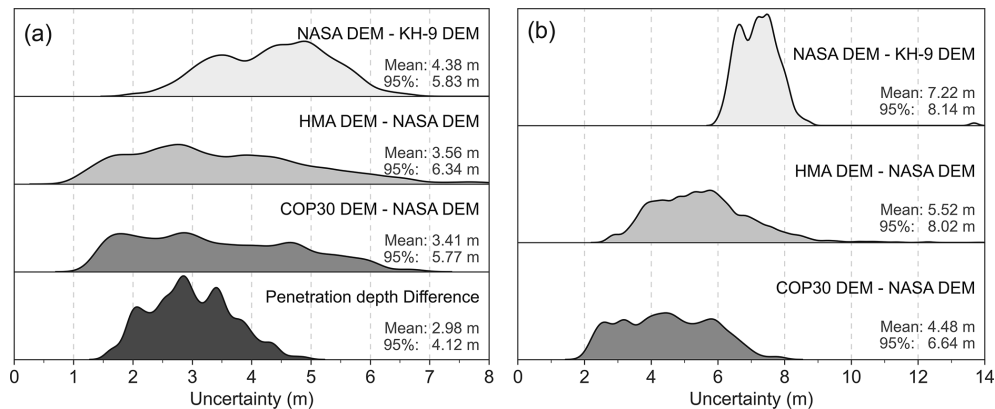 (a)
NASA DEM - KH-9 DEM
Mean: 4.38 m
95%: 5.83 m
HMA DEM - NASA DEM
Mean: 3.56 m
95%: 6.34 m
COP30 DEM - NASA DEM
Mean: 3.41 m
95%: 5.77 m
Penetration depth Difference
Mean: 2.98 m
95%: 4.12 m
0 1 2 3 4 5 6 7 8
Uncertainty (m)
(b)
NASA DEM - KH-9 DEM
Mean: 7.22 m
95%: 8.14 m
HMA DEM - NASA DEM
Mean: 5.52 m
95%: 8.02 m
COP30 DEM - NASA DEM
Mean: 4.48 m
95%: 6.64 m
0 2 4 6 8 10 12 14
Uncertainty (m)